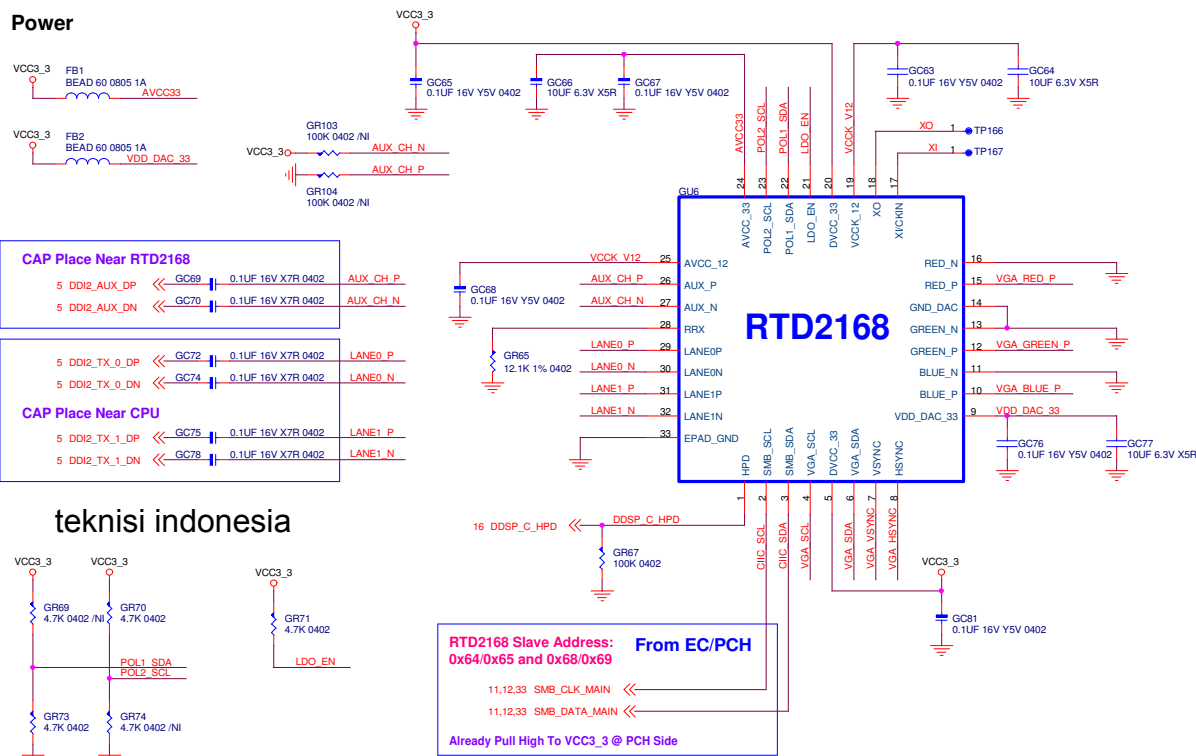 Power
VCC3_3
FB1
BEAD 60 0805 1A
AVCC33
VCC3_3
FB2
BEAD 60 0805 1A
VDD_DAC_33
GR103
100K 0402 /NI
VCC3_3
AUX_CH_N
AUX_CH_P
GR104
100K 0402 /NI
VCC3_3
GC65
0.1UF 16V Y5V 0402
GC66
10UF 6.3V X5R
GC67
0.1UF 16V Y5V 0402
GC63
0.1UF 16V Y5V 0402
GC64
10UF 6.3V X5R
AVCC33
POL2_SCL
POL1_SDA
LDO_EN
VCCK_V12
XO 1 TP166
XI 1 TP167
24 23 22 21 20 19 18 17
GU6
AVCC_33
POL2_SCL
POL1_SDA
LDO_EN
DVCC_33
VCCK_12
XO
XI/CKIN
CAP Place Near RTD2168
5 DDI2_AUX_DP GC69 0.1UF 16V X7R 0402 AUX_CH_P
5 DDI2_AUX_DN GC70 0.1UF 16V X7R 0402 AUX_CH_N
5 DDI2_TX_0_DP GC72 0.1UF 16V X7R 0402 LANE0_P
5 DDI2_TX_0_DN GC74 0.1UF 16V X7R 0402 LANE0_N
CAP Place Near CPU
5 DDI2_TX_1_DP GC75 0.1UF 16V X7R 0402 LANE1_P
5 DDI2_TX_1_DN GC78 0.1UF 16V X7R 0402 LANE1_N
VCCK_V12 25 AVCC_12
GC68
0.1UF 16V Y5V 0402
AUX_CH_P 26 AUX_P
AUX_CH_N 27 AUX_N
28 RRX
GR65
12.1K 1% 0402
LANE0_P 29 LANE0P
LANE0_N 30 LANE0N
LANE1_P 31 LANE1P
LANE1_N 32 LANE1N
33 EPAD_GND
RTD2168
RED_N 16
RED_P 15 VGA_RED_P
GND_DAC 14
GREEN_N 13
GREEN_P 12 VGA_GREEN_P
BLUE_N 11
BLUE_P 10 VGA_BLUE_P
VDD_DAC_33 9 VDD_DAC_33
GC76
0.1UF 16V Y5V 0402
GC77
10UF 6.3V X5R
HPD
SMB_SCL
SMB_SDA
VGA_SCL
DVCC_33
VGA_SDA
VSYNC
HSYNC
1 2 3 4 5 6 7 8
16 DDSP_C_HPD DDSP_C_HPD
GR67
100K 0402
CIIC_SCL
CIIC_SDA
VGA_SCL
VGA_SDA
VGA_VSYNC
VGA_HSYNC
VCC3_3
GC81
0.1UF 16V Y5V 0402
teknisi indonesia
VCC3_3
VCC3_3
GR69
4.7K 0402 /NI
GR70
4.7K 0402
POL1_SDA
POL2_SCL
GR73
4.7K 0402
GR74
4.7K 0402 /NI
VCC3_3
GR71
4.7K 0402
LDO_EN
RTD2168 Slave Address:
0x64/0x65 and 0x68/0x69
From EC/PCH
11,12,33 SMB_CLK_MAIN
11,12,33 SMB_DATA_MAIN
Already Pull High To VCC3_3 @ PCH Side